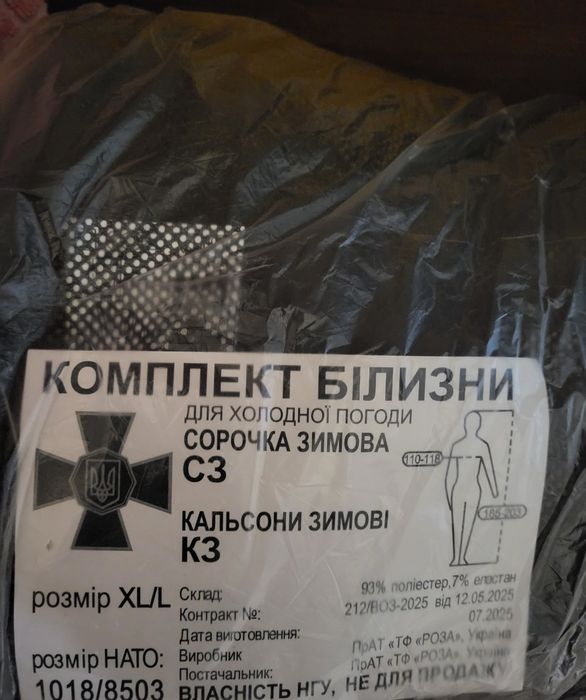 КОМПЛЕКТ БІЛИЗНИ
ДЛЯ ХОЛОДНОЇ ПОГОДИ
СОРОЧКА ЗИМОВА
СЗ
110-118
КАЛЬСОНИ ЗИМОВІ
КЗ
185-203
розмір XL/L
Склад: 93% поліестер,7% еластан
Контракт №: 212/ВОЗ-2025 від 12.05.2025
Дата виготовлення: 07.2025
розмір НАТО:
Виробник ПрАТ «ТФ «РОЗА», Україна
Постачальник: ПрАТ «ТФ «РОЗА», Україна
1018/8503
ВЛАСНІСТЬ НГУ, НЕ ДЛЯ ПРОДАЖУ